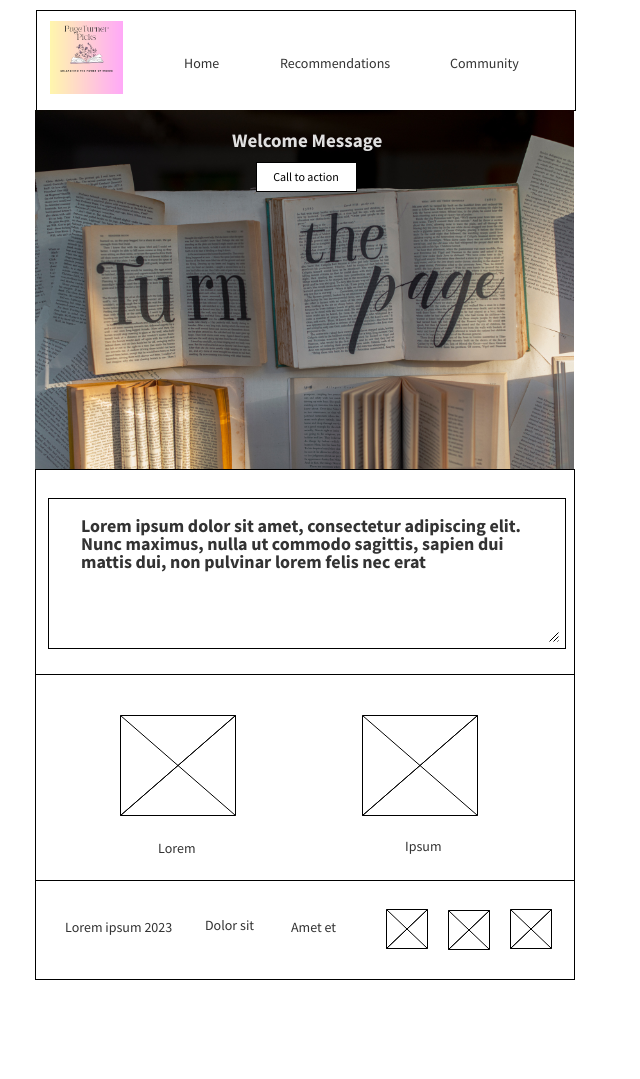 PageTurner
Picks
Home
Recommendations
Community
Welcome Message
Call to action
Turn
the
page
Lorem ipsum dolor sit amet, consectetur adipiscing elit.
Nunc maximus, nulla ut commodo sagittis, sapien dui
mattis dui, non pulvinar lorem felis nec erat
Lorem
Ipsum
Lorem ipsum 2023
Dolor sit
Amet et